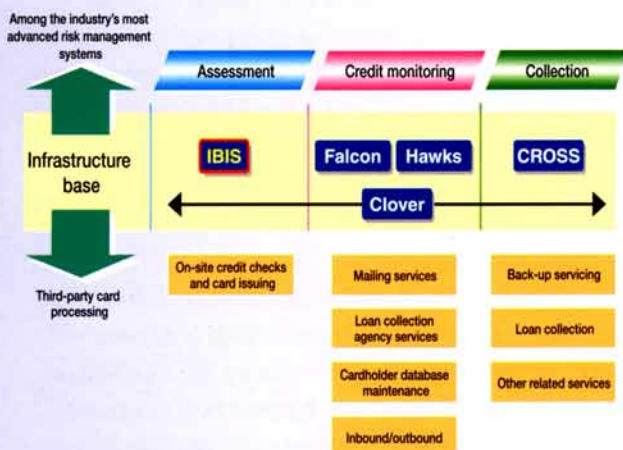 Among the industry's most
advanced risk management
systems
Assessment
Credit monitoring
Collection
Infrastructure
base
IBIS
Falcon
Hawks
CROSS
Clover
Third-party card
processing
On-site credit checks
and card issuing
Mailing services
Back-up servicing
Loan collection
agency services
Loan collection
Cardholder database
maintenance
Other related services
Inbound/outbound